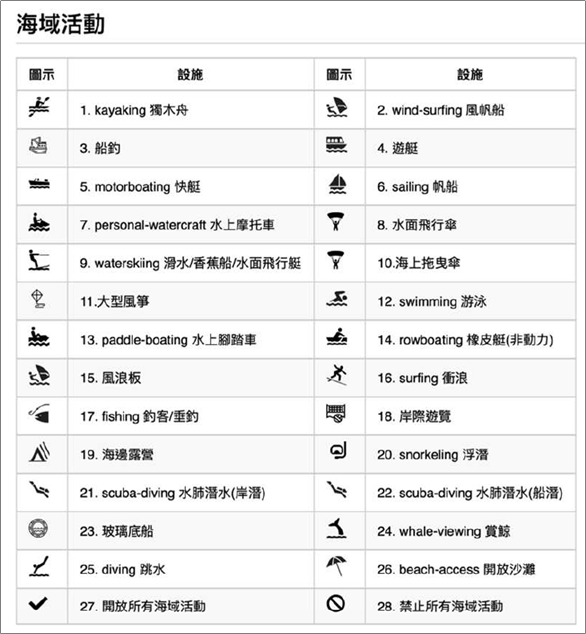 海域活動
圖示 設施 圖示 設施
1. kayaking 獨木舟 2. wind-surfing 風帆船
3. 船釣 4. 遊艇
5. motorboating 快艇 6. sailing 帆船
7. personal-watercraft 水上摩托車 8. 水面飛行傘
9. waterskiing 滑水/香蕉船/水面飛行艇 10.海上拖曳傘
11.大型風箏 12. swimming 游泳
13. paddle-boating 水上腳踏車 14. rowboating 橡皮艇(非動力)
15. 風浪板 16. surfing 衝浪
17. fishing 釣客/垂釣 18. 岸際遊覽
19. 海邊露營 20. snorkeling 浮潛
21. scuba-diving 水肺潛水(岸潛) 22. scuba-diving 水肺潛水(船潛)
23. 玻璃底船 24. whale-viewing 賞鯨
25. diving 跳水 26. beach-access 開放沙灘
27. 開放所有海域活動 28. 禁止所有海域活動